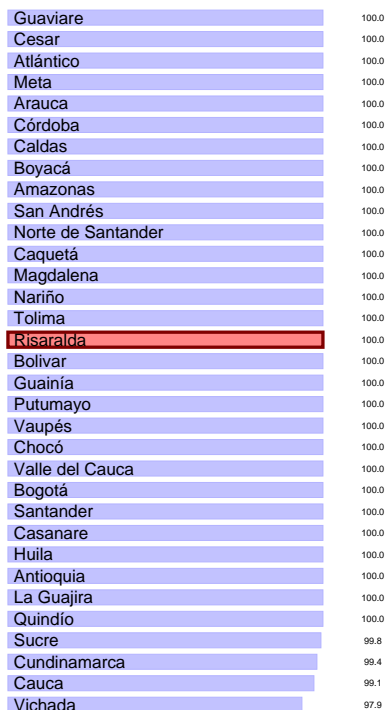 Guaviare 100.0
Cesar 100.0
Atlántico 100.0
Meta 100.0
Arauca 100.0
Córdoba 100.0
Caldas 100.0
Boyacá 100.0
Amazonas 100.0
San Andrés 100.0
Norte de Santander 100.0
Caquetá 100.0
Magdalena 100.0
Nariño 100.0
Tolima 100.0
Risaralda 100.0
Bolivar 100.0
Guainía 100.0
Putumayo 100.0
Vaupés 100.0
Chocó 100.0
Valle del Cauca 100.0
Bogotá 100.0
Santander 100.0
Casanare 100.0
Huila 100.0
Antioquia 100.0
La Guajira 100.0
Quindío 100.0
Sucre 99.8
Cundinamarca 99.4
Cauca 99.1
Vichada 97.9